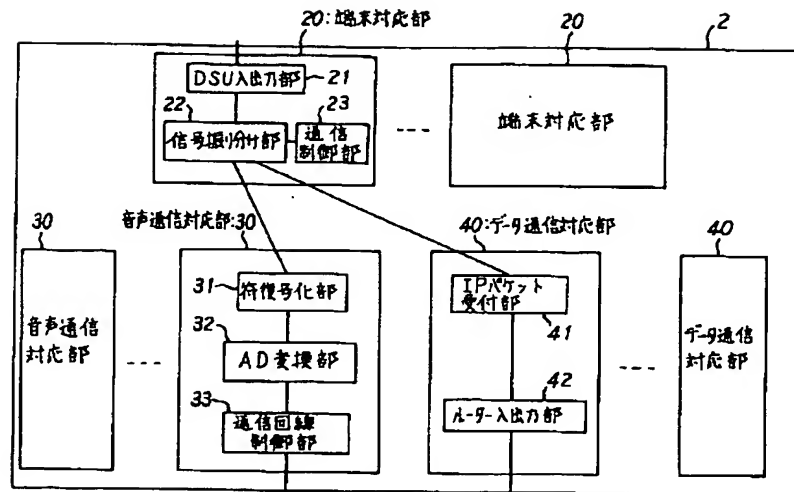 20:端末対応部
2
20
DSU入出力部
21
22
23
信号振り分け部
通信
制御部
端末対応部
30
音声通信対応部:30
40:データ通信対応部
40
音声通信
対応部
31
符復号化部
32
AD変換部
33
通信回線
制御部
IPパケット
受付部
41
42
ルーター入出力部
データ通信
対応部